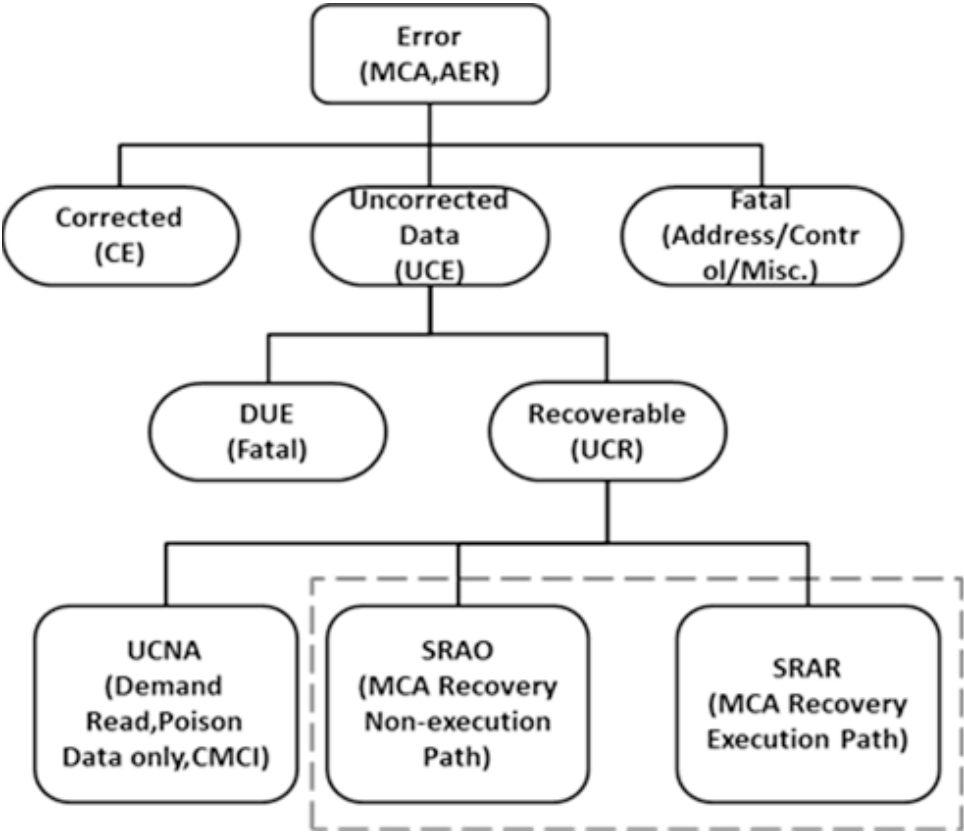 Error
(MCA,AER)
Corrected
(CE)
Uncorrected
Data
(UCE)
Fatal
(Address/Contr
ol/Misc.)
DUE
(Fatal)
Recoverable
(UCR)
UCNA
(Demand
Read,Poison
Data only,CMCI)
SRAO
(MCA Recovery
Non-execution
Path)
SRAR
(MCA Recovery
Execution Path)